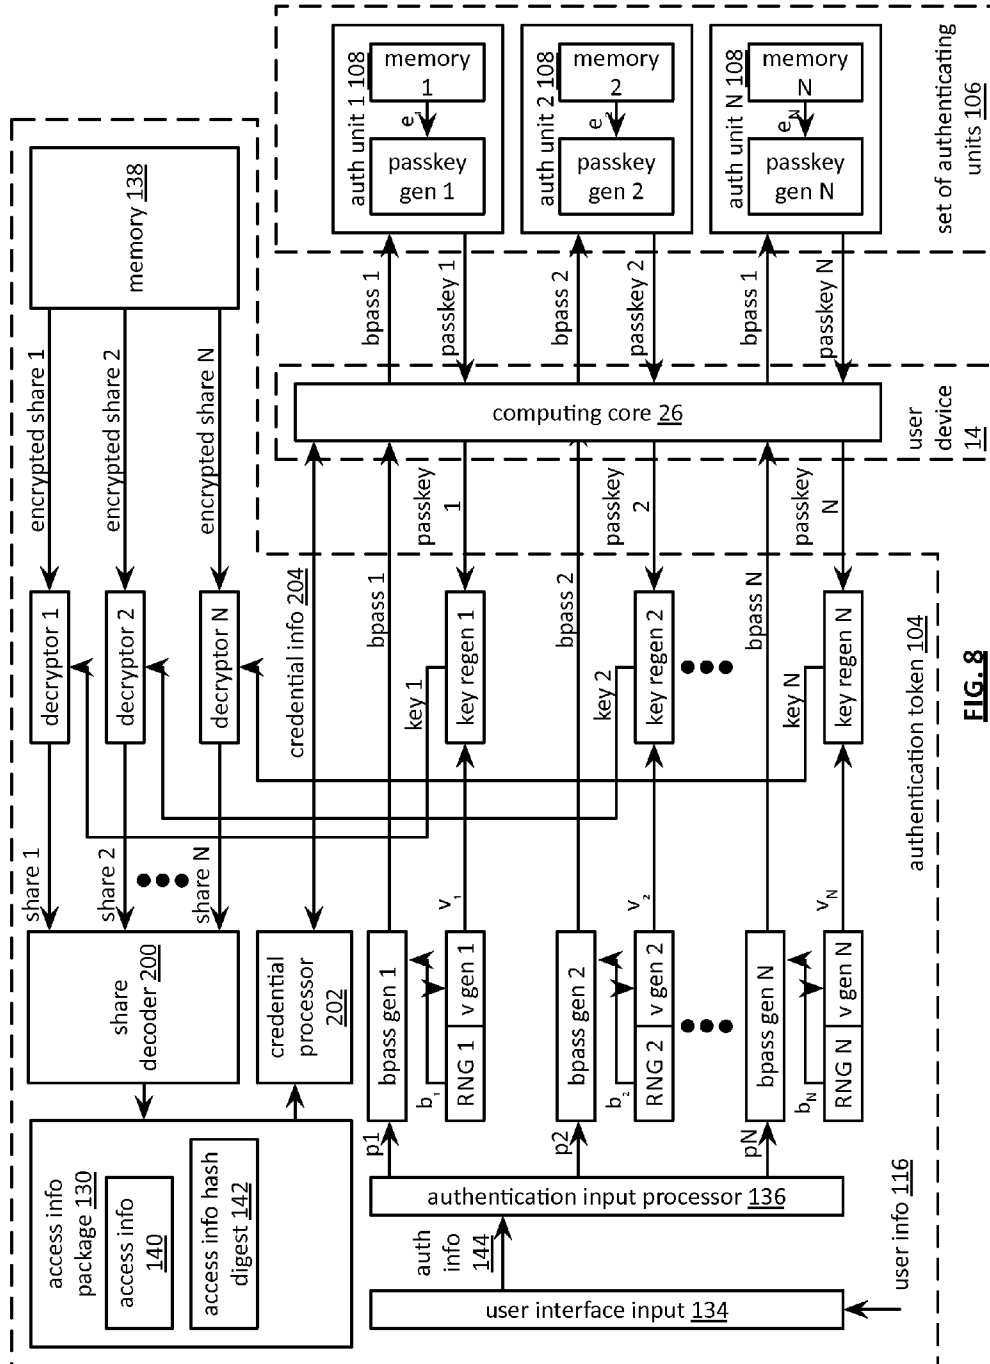 memory 138
encrypted share 1
encrypted share 2
encrypted share N
decryptor 1
decryptor 2
decryptor N
share 1
share 2
share N
share
decoder 200
credential
processor
202
credential info 204
access info
package 130
access info
140
access info hash
digest 142
user interface input 134
user info 116
auth
info
144
authentication input processor 136
p1
p2
pN
bpass gen 1
b1
RNG 1
v gen 1
v1
bpass gen 2
b2
RNG 2
v gen 2
v2
bpass gen N
bN
RNG N
v gen N
vN
key 1
key 2
key N
key regen 1
key regen 2
key regen N
bpass 1
passkey
1
bpass 2
passkey
2
bpass N
passkey
N
authentication token 104
computing core 26
user
device
14
bpass 1
passkey 1
bpass 2
passkey 2
bpass 1
passkey N
auth unit 1 108
memory
1
e1
passkey
gen 1
auth unit 2 108
memory
2
e2
passkey
gen 2
auth unit N 108
memory
N
eN
passkey
gen N
set of authenticating
units 106
FIG. 8